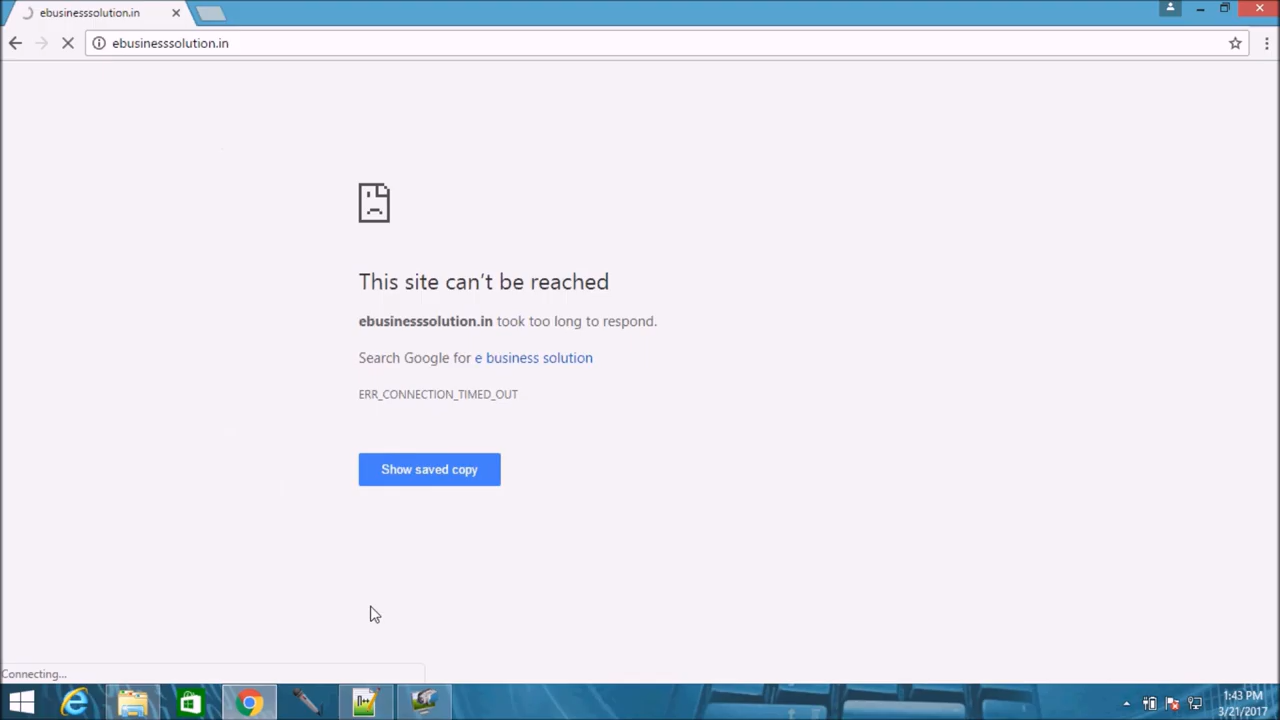 ebusinesssolution.in
ebusinesssolution.in
This site can't be reached
ebusinesssolution.in took too long to respond.
Search Google for e business solution
ERR_CONNECTION_TIMED_OUT
Show saved copy
Connecting...
1:43 PM
3/21/2017